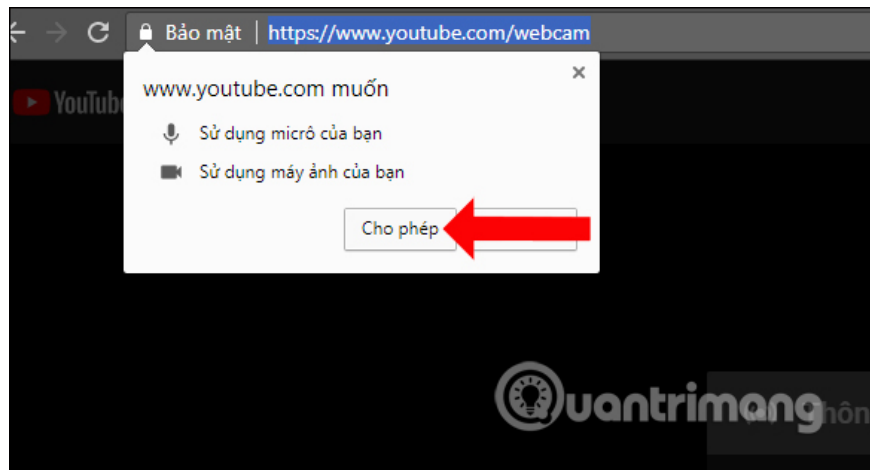 Bảo mật | https://www.youtube.com/webcam
YouTub
www.youtube.com muốn
Sử dụng micrô của bạn
Sử dụng máy ảnh của bạn
Cho phép
Quantrimang